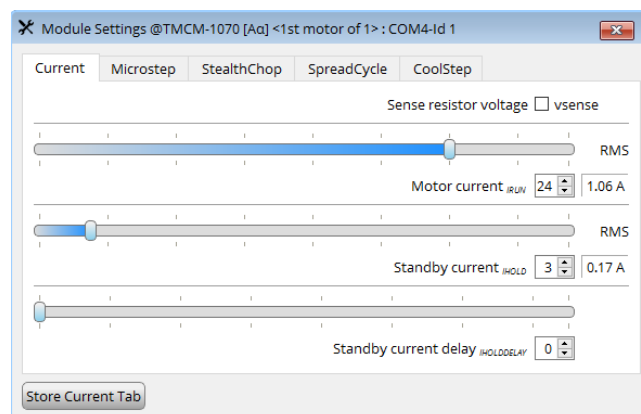 Module Settings @TMCM-1070 [Aα] <1st motor of 1> : COM4-Id 1
Current Microstep StealthChop SpreadCycle CoolStep
Sense resistor voltage vsense
RMS
Motor current IRUN 24 1.06 A
RMS
Standby current IHOLD 3 0.17 A
Standby current delay IHOLDDELAY 0
Store Current Tab